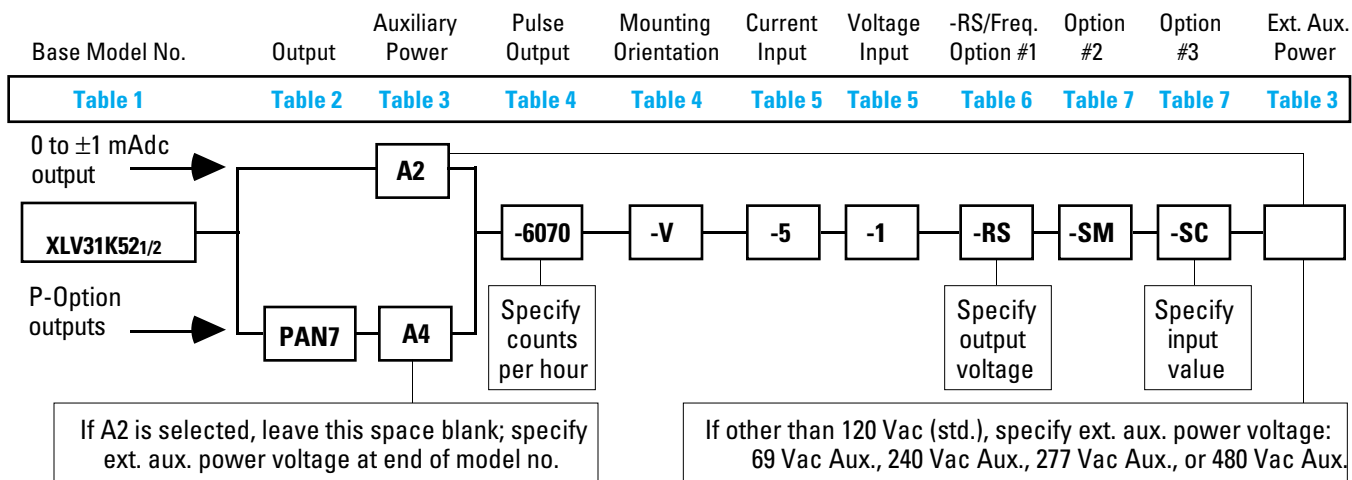 Base Model No.
Output
Auxiliary
Power
Pulse
Output
Mounting
Orientation
Current
Input
Voltage
Input
-RS/Freq.
Option #1
Option
#2
Option
#3
Ext. Aux.
Power
Table 1
Table 2
Table 3
Table 4
Table 4
Table 5
Table 5
Table 6
Table 7
Table 7
Table 3
0 to ±1 mAdc
output
A2
XLV31K521/2
-6070
-V
-5
-1
-RS
-SM
-SC
P-Option
outputs
PAN7
A4
Specify
counts
per hour
Specify
output
voltage
Specify
input
value
If A2 is selected, leave this space blank; specify
ext. aux. power voltage at end of model no.
If other than 120 Vac (std.), specify ext. aux. power voltage:
69 Vac Aux., 240 Vac Aux., 277 Vac Aux., or 480 Vac Aux.